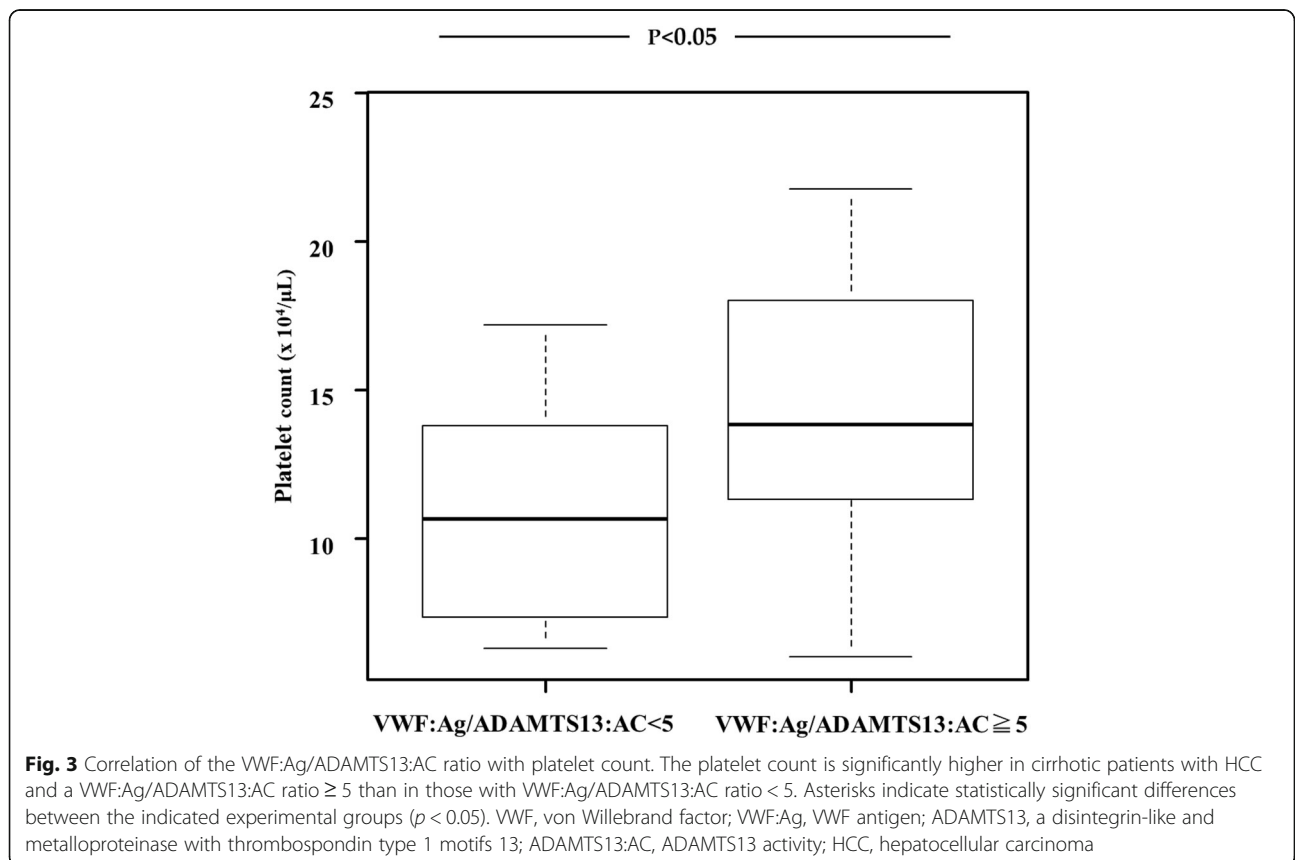 P<0.05
25
20
15
10
Platelet count (x 10⁴/µL)
VWF:Ag/ADAMTS13:AC<5 VWF:Ag/ADAMTS13:AC≧5
Fig. 3 Correlation of the VWF:Ag/ADAMTS13:AC ratio with platelet count. The platelet count is significantly higher in cirrhotic patients with HCC
and a VWF:Ag/ADAMTS13:AC ratio ≥ 5 than in those with VWF:Ag/ADAMTS13:AC ratio < 5. Asterisks indicate statistically significant differences
between the indicated experimental groups (p < 0.05). VWF, von Willebrand factor; VWF:Ag, VWF antigen; ADAMTS13, a disintegrin-like and
metalloproteinase with thrombospondin type 1 motifs 13; ADAMTS13:AC, ADAMTS13 activity; HCC, hepatocellular carcinoma